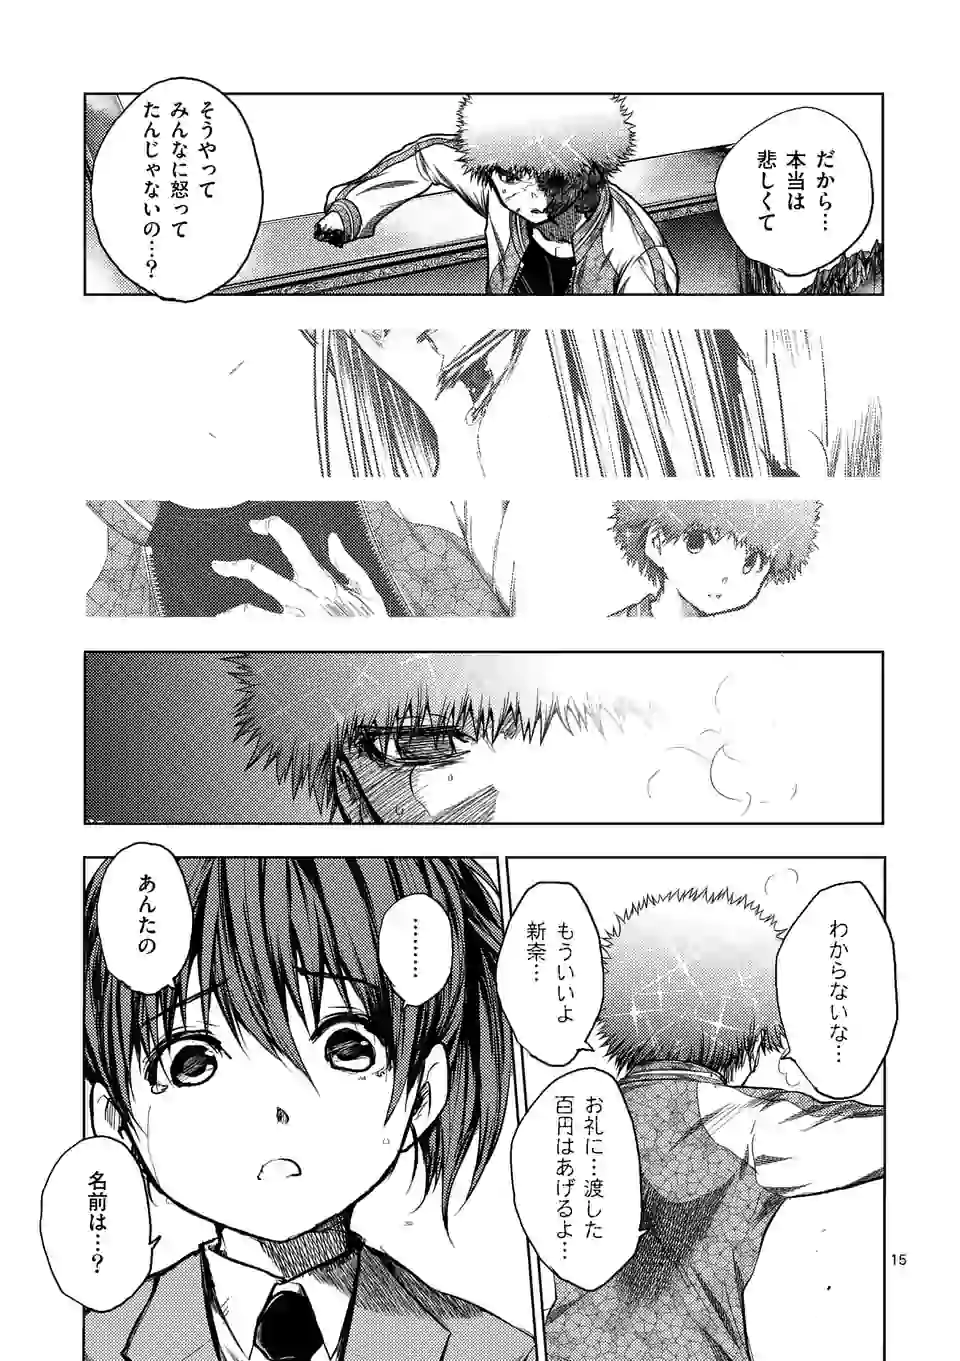 だから…
本当は
悲しくて
そうやって
みんなに怒って
たんじゃないの…？
わからないな…
もういいよ
新奈…
お礼に…渡した
百円はあげるよ…
………
あんたの
名前は…？
15